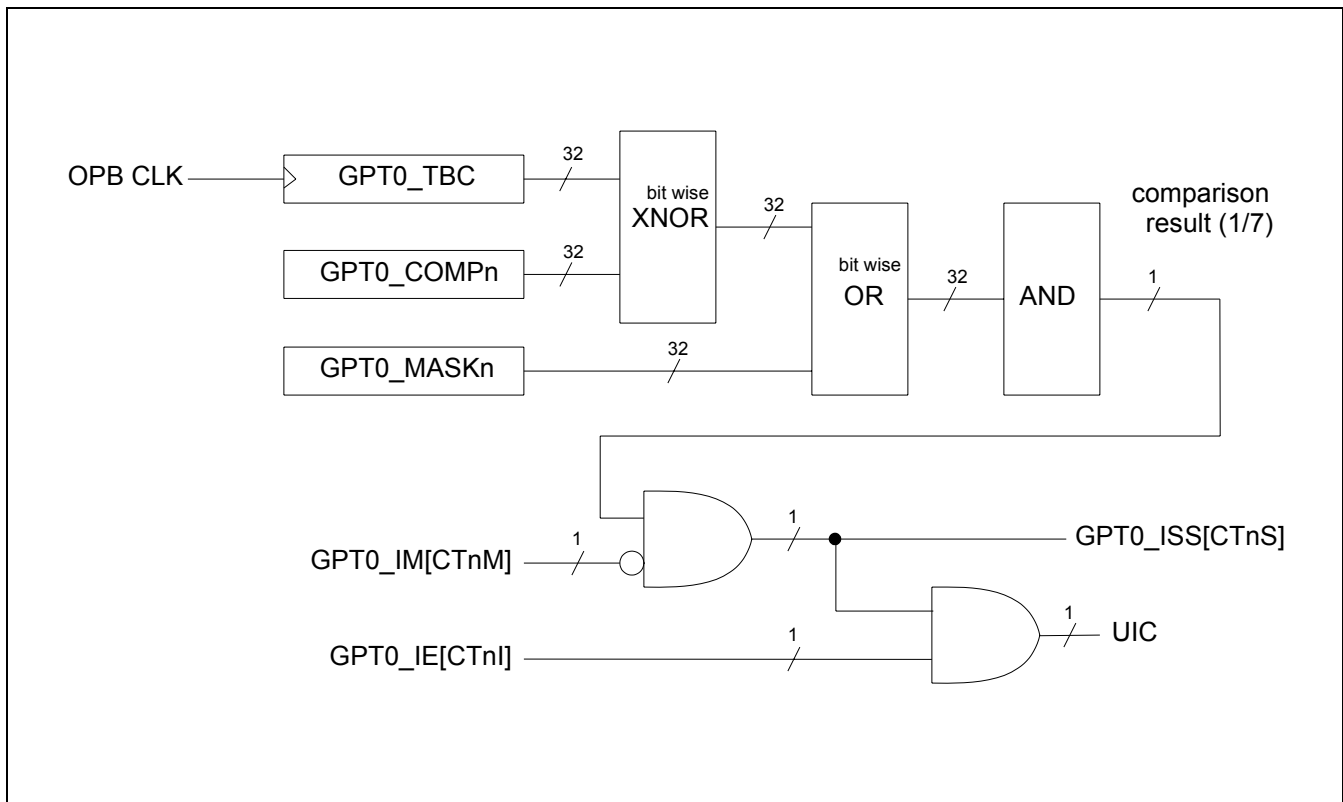 32
OPB CLK
GPT0_TBC
bit wise
XNOR
32
GPT0_COMPn
32
bit wise
OR
32
AND
comparison
result (1/7)
1
GPT0_MASKn
32
GPT0_IM[CTnM]
1
1
GPT0_ISS[CTnS]
GPT0_IE[CTnI]
1
1
UIC